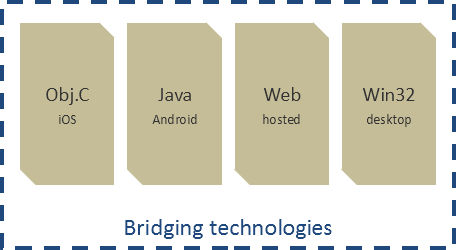 Obj.C
iOS
Java
Android
Web
hosted
Win32
desktop
Bridging technologies